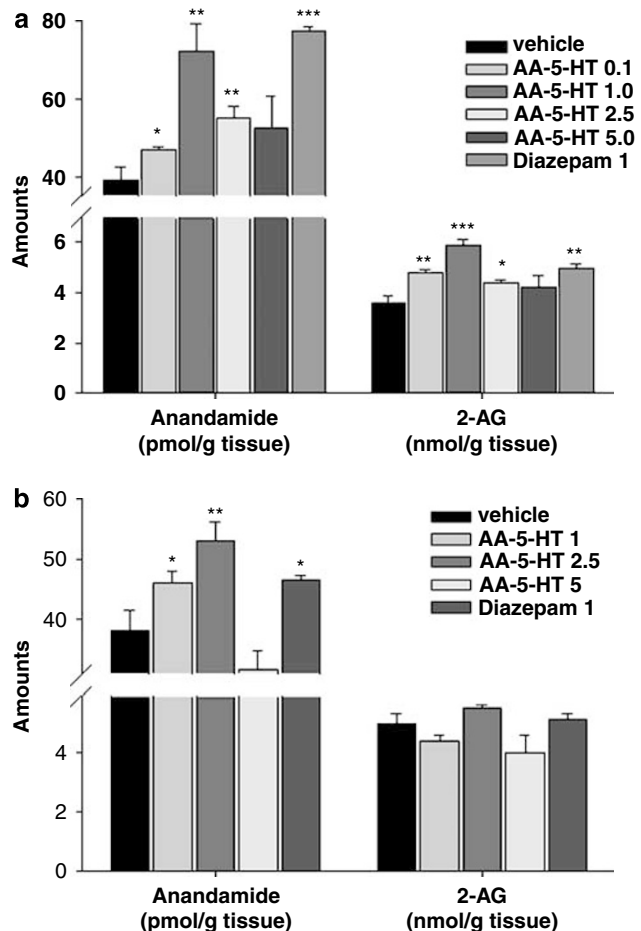 a
80
60
40
6
4
2
0
Amounts
*
**
**
***
**
***
*
**
vehicle
AA-5-HT 0.1
AA-5-HT 1.0
AA-5-HT 2.5
AA-5-HT 5.0
Diazepam 1
Anandamide
(pmol/g tissue)
2-AG
(nmol/g tissue)
b
60
50
40
4
2
0
Amounts
*
**
*
vehicle
AA-5-HT 1
AA-5-HT 2.5
AA-5-HT 5
Diazepam 1
Anandamide
(pmol/g tissue)
2-AG
(nmol/g tissue)